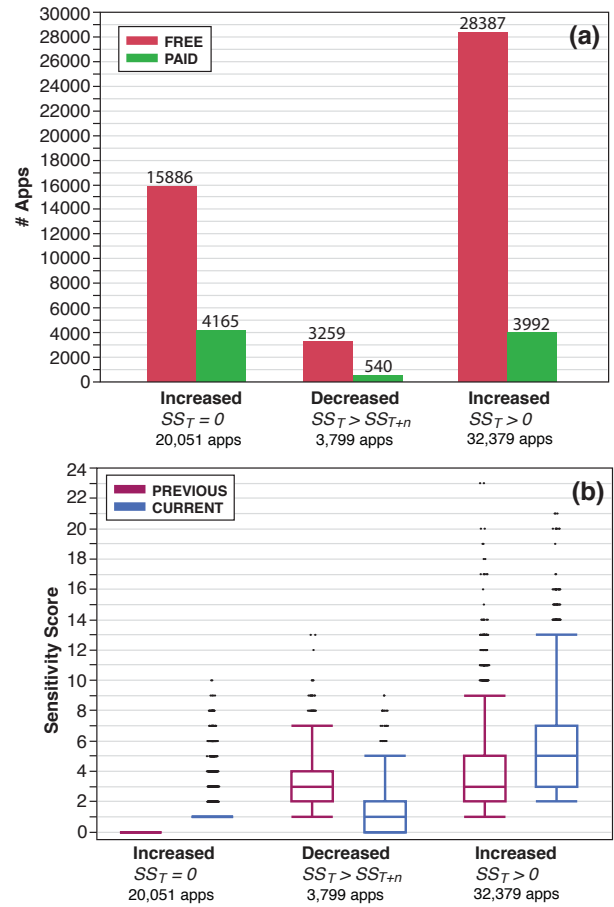 30000
28000
26000
24000
22000
20000
18000
16000
14000
12000
10000
8000
6000
4000
2000
0
# Apps
FREE
PAID
(a)
15886
4165
3259
540
28387
3992
Increased
SS_T = 0
20,051 apps
Decreased
SS_T > SS_T+n
3,799 apps
Increased
SS_T > 0
32,379 apps
24
22
20
18
16
14
12
10
8
6
4
2
0
Sensitivity Score
PREVIOUS
CURRENT
(b)
Increased
SS_T = 0
20,051 apps
Decreased
SS_T > SS_T+n
3,799 apps
Increased
SS_T > 0
32,379 apps